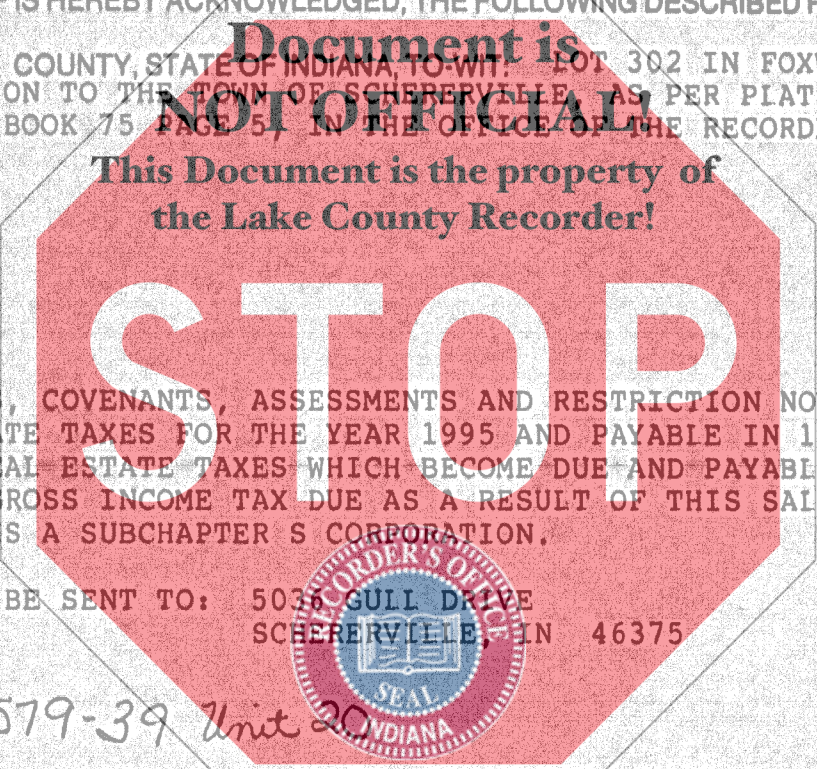 IS HEREBY ACKNOWLEDGED, THE FOLLOWING DESCRIBED
Document is
COUNTY, STATE OF INDIANA, TO-WIT: LOT 302 IN FOX
ON TO THE TOWN OF SCHERERVILLE, AS PER PLAT
NOT OFFICIAL!
BOOK 75 PAGE 5, IN THE OFFICE OF THE RECORD
This Document is the property of
the Lake County Recorder!
STOP
, COVENANTS, ASSESSMENTS AND RESTRICTION NO
TE TAXES FOR THE YEAR 1995 AND PAYABLE IN 1
AL ESTATE TAXES WHICH BECOME DUE AND PAYABL
ROSS INCOME TAX DUE AS A RESULT OF THIS SAL
S A SUBCHAPTER S CORPORATION.
BE SENT TO: 5036 GULL DRIVE
SCHERERVILLE, IN 46375
RECORDER'S OFFICE
SEAL
INDIANA
579-39 Unit 20